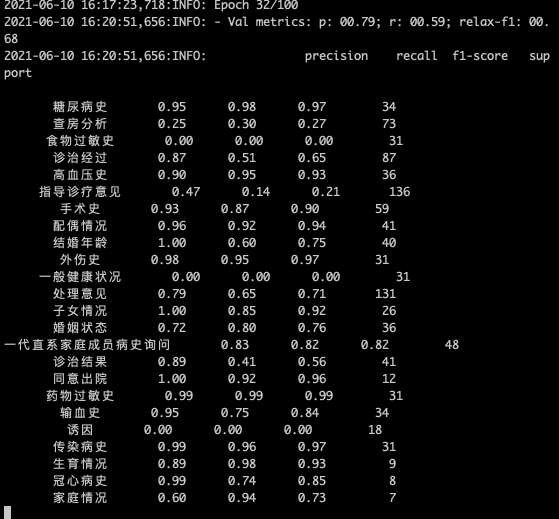 2021-06-10 16:17:23,718:INFO: Epoch 32/100
2021-06-10 16:20:51,656:INFO: - Val metrics: p: 00.79; r: 00.59; relax-f1: 00.
68
2021-06-10 16:20:51,656:INFO: precision recall f1-score sup
port
糖尿病史 0.95 0.98 0.97 34
查房分析 0.25 0.30 0.27 73
食物过敏史 0.00 0.00 0.00 31
诊治经过 0.87 0.51 0.65 87
高血压史 0.90 0.95 0.93 36
指导诊疗意见 0.47 0.14 0.21 136
手术史 0.93 0.87 0.90 59
配偶情况 0.96 0.92 0.94 41
结婚年龄 1.00 0.60 0.75 40
外伤史 0.98 0.95 0.97 31
一般健康状况 0.00 0.00 0.00 31
处理意见 0.79 0.65 0.71 131
子女情况 1.00 0.85 0.92 26
婚姻状态 0.72 0.80 0.76 36
一代直系家庭成员病史询问 0.83 0.82 0.82 48
诊治结果 0.89 0.41 0.56 41
同意出院 1.00 0.92 0.96 12
药物过敏史 0.99 0.99 0.99 31
输血史 0.95 0.75 0.84 34
诱因 0.00 0.00 0.00 18
传染病史 0.99 0.96 0.97 31
生育情况 0.89 0.98 0.93 9
冠心病史 0.99 0.74 0.85 8
家庭情况 0.60 0.94 0.73 7